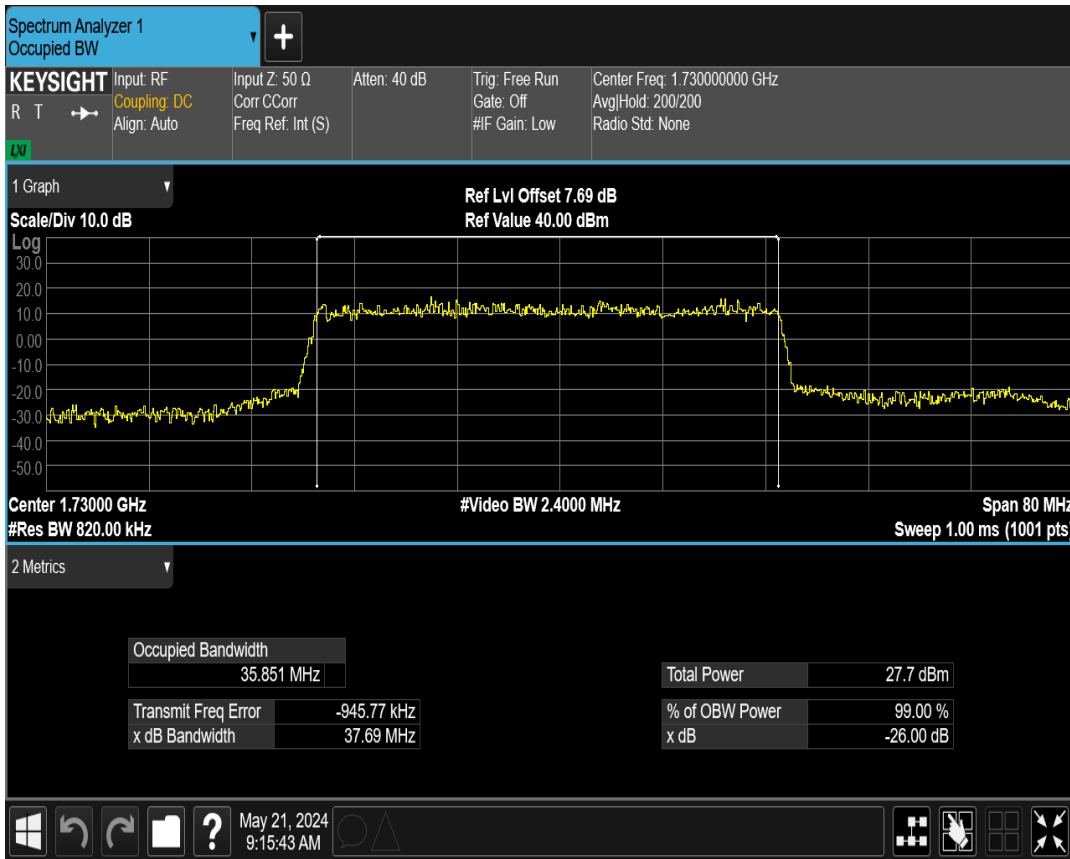 Spectrum Analyzer 1
Occupied BW
+
KEYSIGHT
R T
LXI
Input: RF
Coupling: DC
Align: Auto
Input Z: 50 Ω
Corr CCorr
Freq Ref: Int (S)
Atten: 40 dB
Trig: Free Run
Gate: Off
#IF Gain: Low
Center Freq: 1.730000000 GHz
Avg|Hold: 200/200
Radio Std: None
1 Graph
Scale/Div 10.0 dB
Ref Lvl Offset 7.69 dB
Ref Value 40.00 dBm
Log
30.0
20.0
10.0
0.00
-10.0
-20.0
-30.0
-40.0
-50.0
Center 1.73000 GHz
#Res BW 820.00 kHz
#Video BW 2.4000 MHz
Span 80 MHz
Sweep 1.00 ms (1001 pts)
2 Metrics
Occupied Bandwidth
35.851 MHz
Transmit Freq Error -945.77 kHz
x dB Bandwidth 37.69 MHz
Total Power 27.7 dBm
% of OBW Power 99.00 %
x dB -26.00 dB
?
May 21, 2024
9:15:43 AM